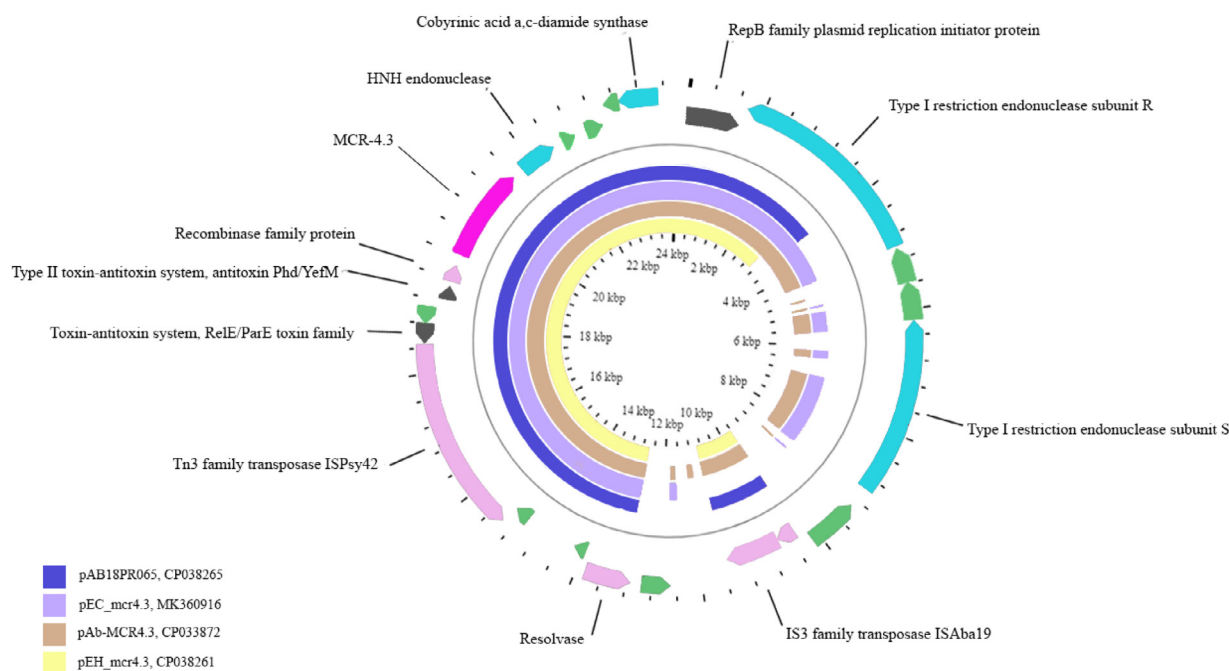 Cobyrinic acid a,c-diamide synthase
RepB family plasmid replication initiator protein
HNH endonuclease
Type I restriction endonuclease subunit R
MCR-4.3
Recombinase family protein
Type II toxin-antitoxin system, antitoxin Phd/YefM
Toxin-antitoxin system, RelE/ParE toxin family
Tn3 family transposase ISPsy42
Type I restriction endonuclease subunit S
Resolvase
IS3 family transposase ISAba19
24 kbp
2 kbp
4 kbp
6 kbp
8 kbp
10 kbp
12 kbp
14 kbp
16 kbp
18 kbp
20 kbp
22 kbp
pAB18PR065, CP038265
pEC_mcr4.3, MK360916
pAb-MCR4.3, CP033872
pEH_mcr4.3, CP038261